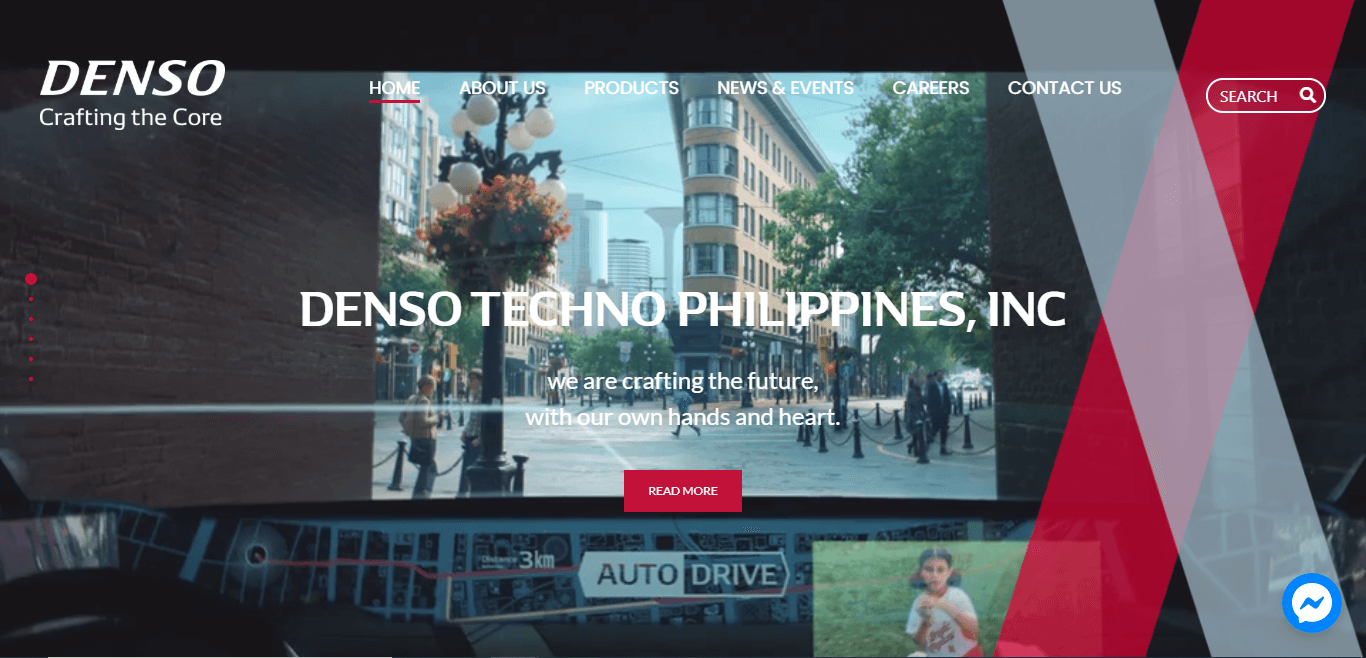 DENSO
Crafting the Core
HOME ABOUT US PRODUCTS NEWS & EVENTS CAREERS CONTACT US
SEARCH
DENSO TECHNO PHILIPPINES, INC
we are crafting the future,
with our own hands and heart.
READ MORE
Distance 3km
AUTO DRIVE